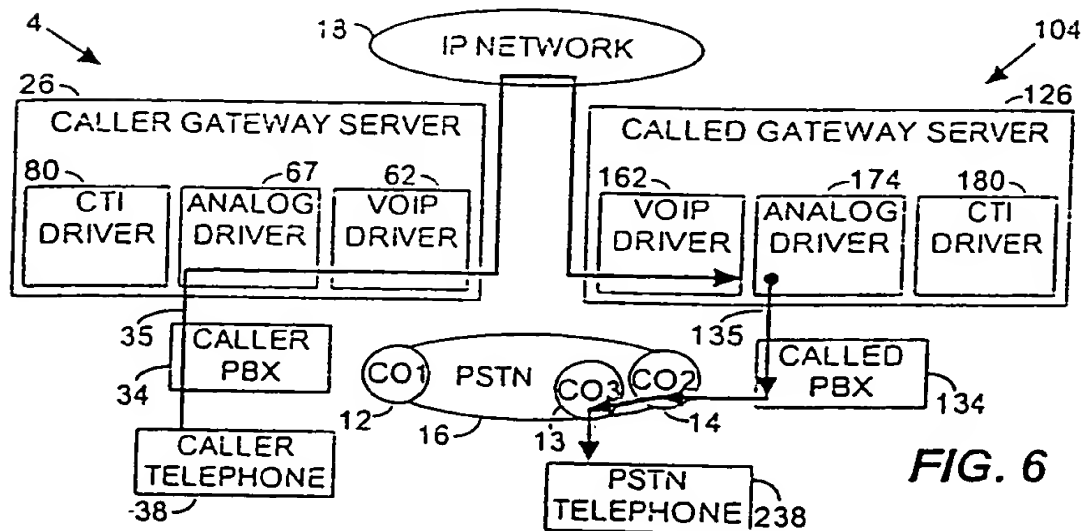 4
18
IP NETWORK
104
26
CALLER GATEWAY SERVER
126
CALLED GATEWAY SERVER
80
CTI
DRIVER
67
ANALOG
DRIVER
62
VOIP
DRIVER
162
VOIP
DRIVER
174
ANALOG
DRIVER
180
CTI
DRIVER
35
135
CALLER
PBX
34
CO1
PSTN
CO3
CO2
12
16
13
14
CALLED
PBX
134
CALLER
TELEPHONE
38
PSTN
TELEPHONE
238
FIG. 6